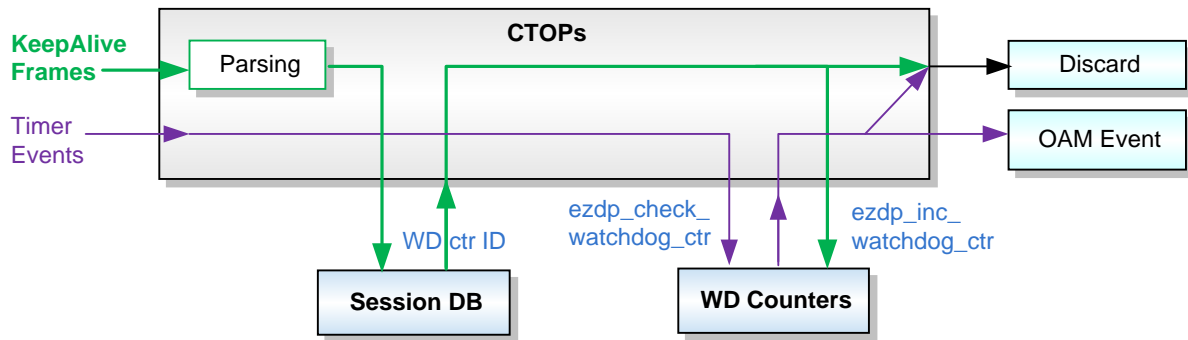 CTOPs
KeepAlive
Frames
Parsing
Discard
Timer
Events
OAM Event
WD ctr ID
ezdp_check_
watchdog_ctr
ezdp_inc_
watchdog_ctr
Session DB
WD Counters